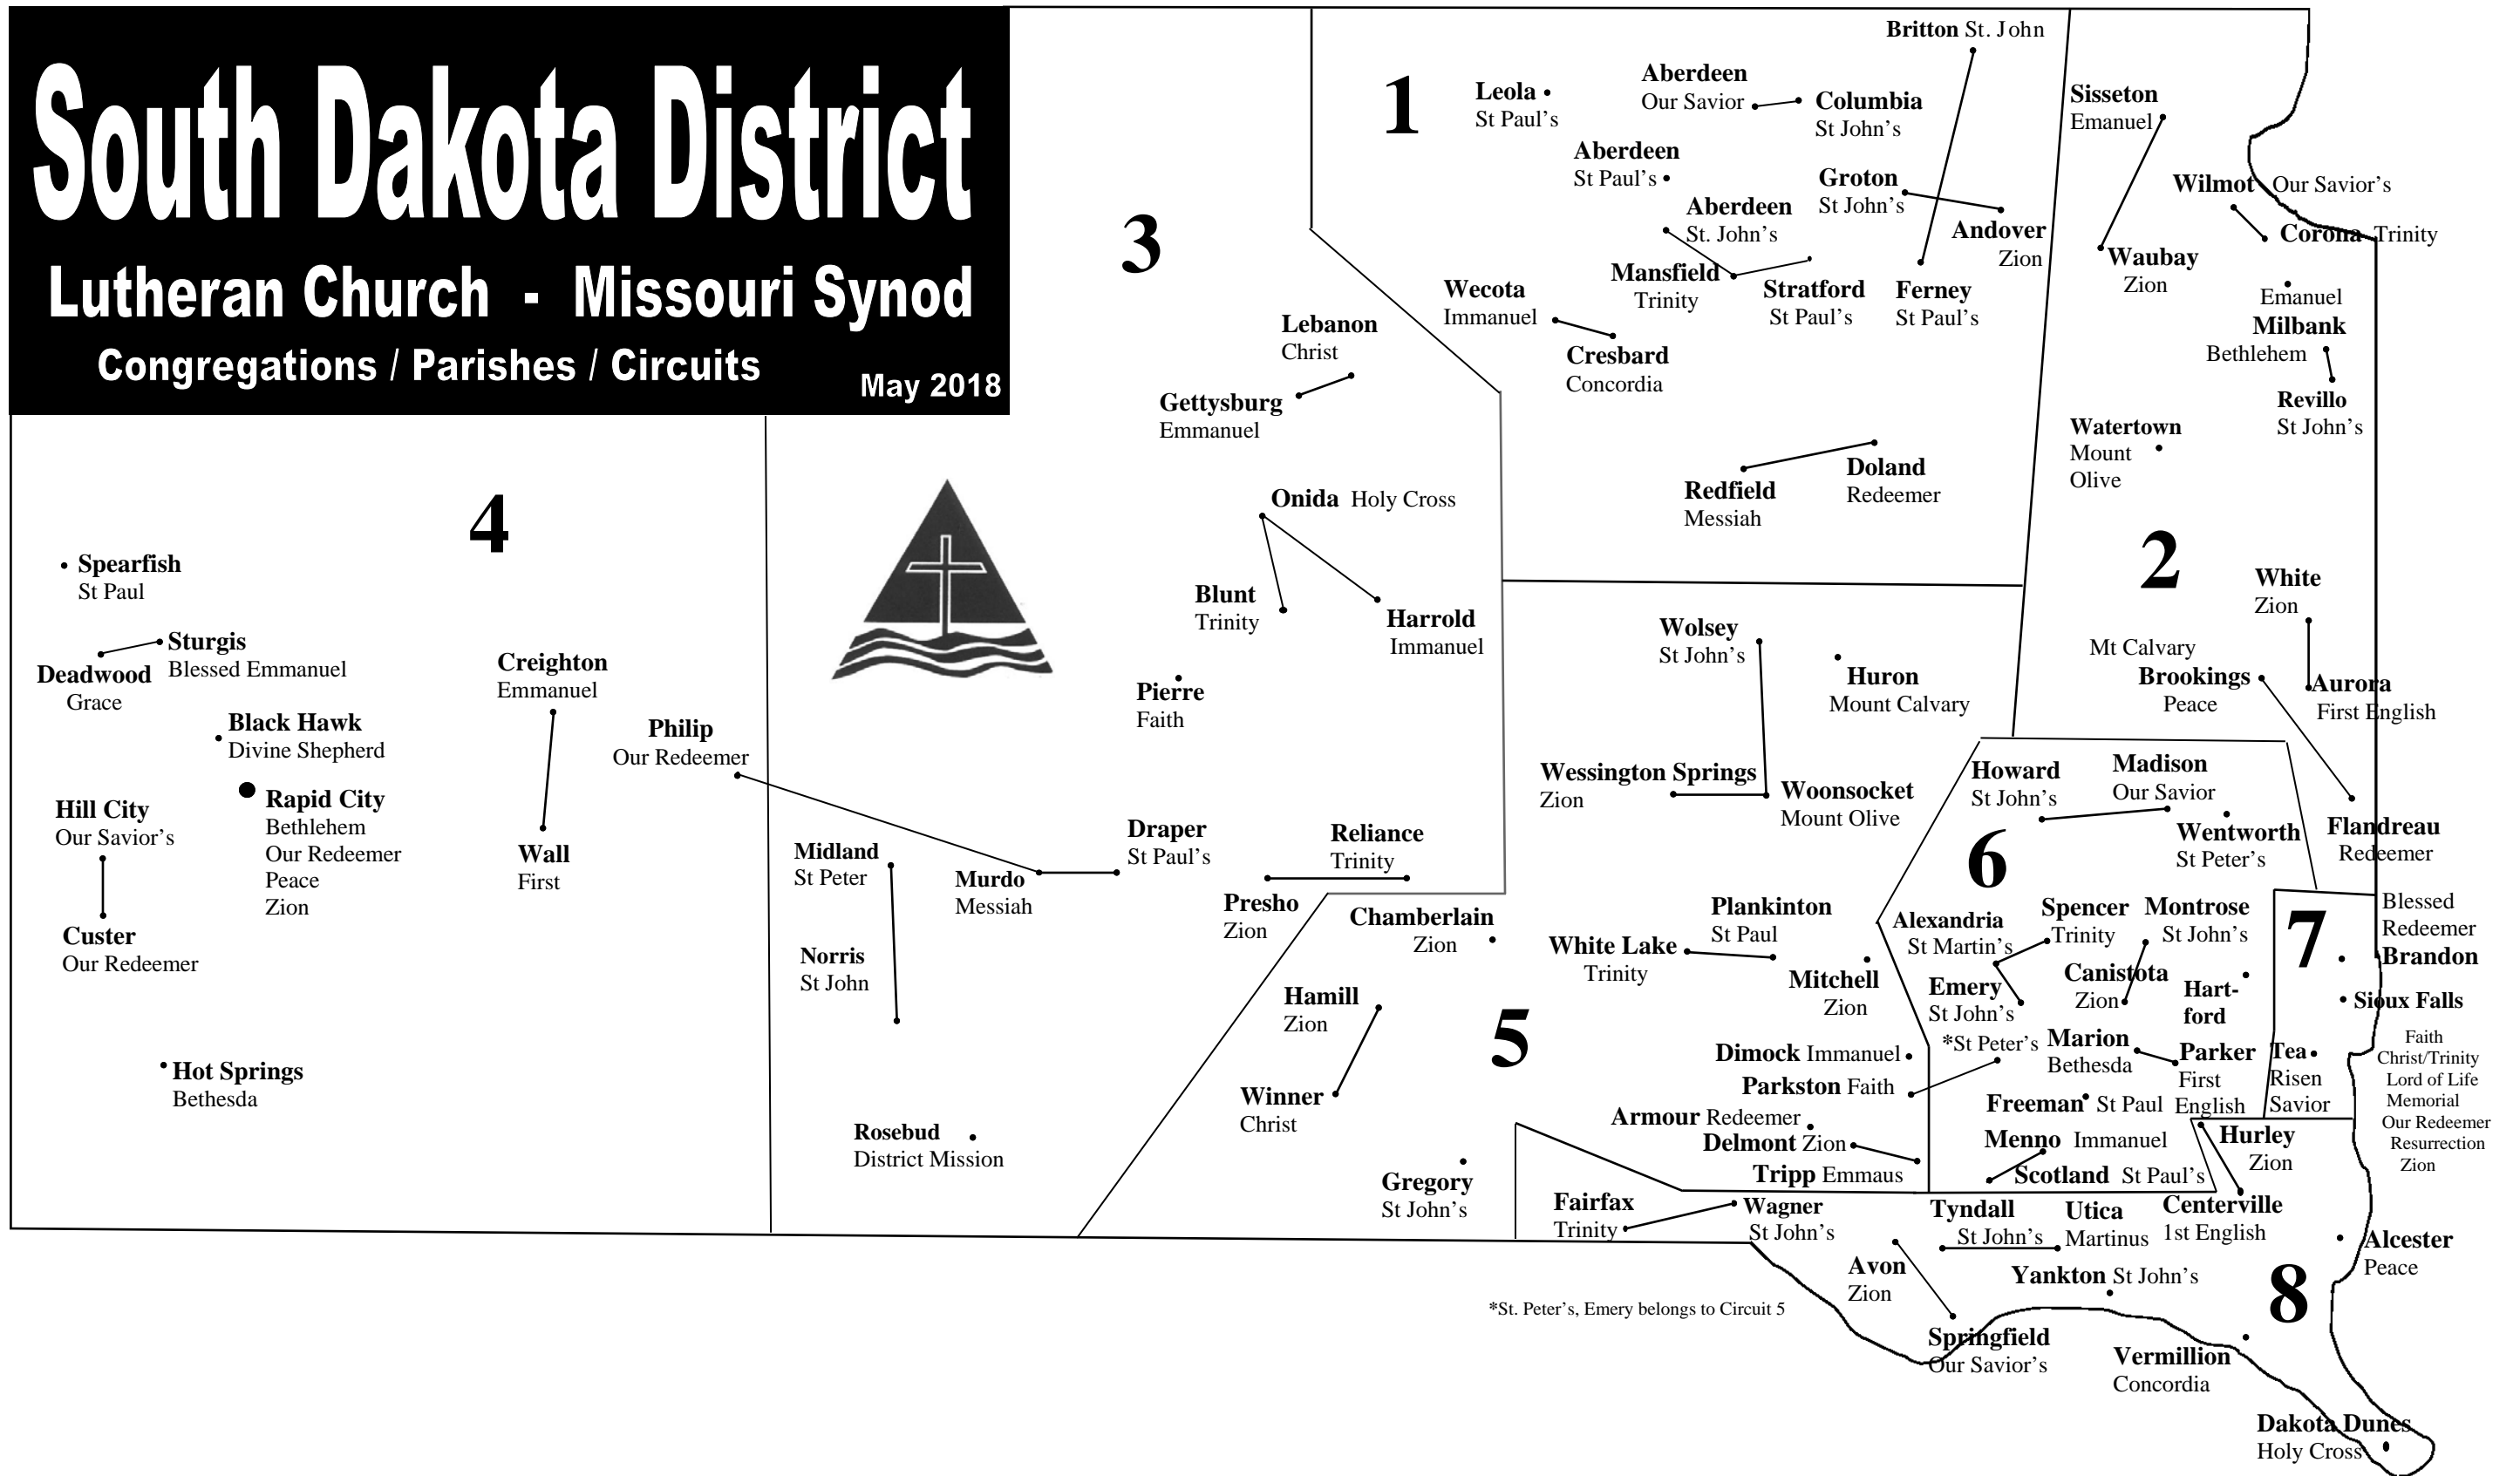 South Dakota District
Lutheran Church - Missouri Synod
Congregations / Parishes / Circuits
May 2018
1
Leola
St Paul's
Aberdeen
Our Savior
Columbia
St John's
Britton St. John
Aberdeen
St Paul's
Groton
St John's
Aberdeen
St. John's
Andover
Zion
Mansfield
Trinity
Stratford
St Paul's
Ferney
St Paul's
Wecota
Immanuel
Cresbard
Concordia
Redfield
Messiah
Doland
Redeemer
2
Sisseton
Emanuel
Wilmot Our Savior's
Corona Trinity
Waubay
Zion
Emanuel
Milbank
Bethlehem
Revillo
St John's
Watertown
Mount
Olive
White
Zion
Mt Calvary
Brookings
Peace
Aurora
First English
Flandreau
Redeemer
3
Lebanon
Christ
Gettysburg
Emmanuel
Onida Holy Cross
Blunt
Trinity
Harrold
Immanuel
Pierre
Faith
Draper
St Paul's
Reliance
Trinity
Midland
St Peter
Murdo
Messiah
Presho
Zion
Norris
St John
Rosebud
District Mission
4
Spearfish
St Paul
Sturgis
Blessed Emmanuel
Deadwood
Grace
Creighton
Emmanuel
Black Hawk
Divine Shepherd
Philip
Our Redeemer
Hill City
Our Savior's
Rapid City
Bethlehem
Our Redeemer
Peace
Zion
Wall
First
Custer
Our Redeemer
Hot Springs
Bethesda
5
Wolsey
St John's
Huron
Mount Calvary
Wessington Springs
Zion
Woonsocket
Mount Olive
Chamberlain
Zion
Plankinton
St Paul
White Lake
Trinity
Mitchell
Zion
Hamill
Zion
Winner
Christ
Dimock Immanuel
Parkston Faith
Armour Redeemer
Delmont Zion
Tripp Emmaus
Gregory
St John's
6
Howard
St John's
Madison
Our Savior
Wentworth
St Peter's
Alexandria
St Martin's
Spencer
Trinity
Montrose
St John's
Emery
St John's
*St Peter's
Canistota
Zion
Hart-
ford
Marion
Bethesda
Parker
First
English
Freeman St Paul
Menno Immanuel
Scotland St Paul's
7
Blessed
Redeemer
Brandon
Sioux Falls
Faith
Christ/Trinity
Lord of Life
Memorial
Our Redeemer
Resurrection
Zion
Tea
Risen
Savior
8
Hurley
Zion
Fairfax
Trinity
Wagner
St John's
Tyndall
St John's
Utica
Martinus
Centerville
1st English
Alcester
Peace
Avon
Zion
Yankton St John's
Springfield
Our Savior's
Vermillion
Concordia
Dakota Dunes
Holy Cross
*St. Peter's, Emery belongs to Circuit 5